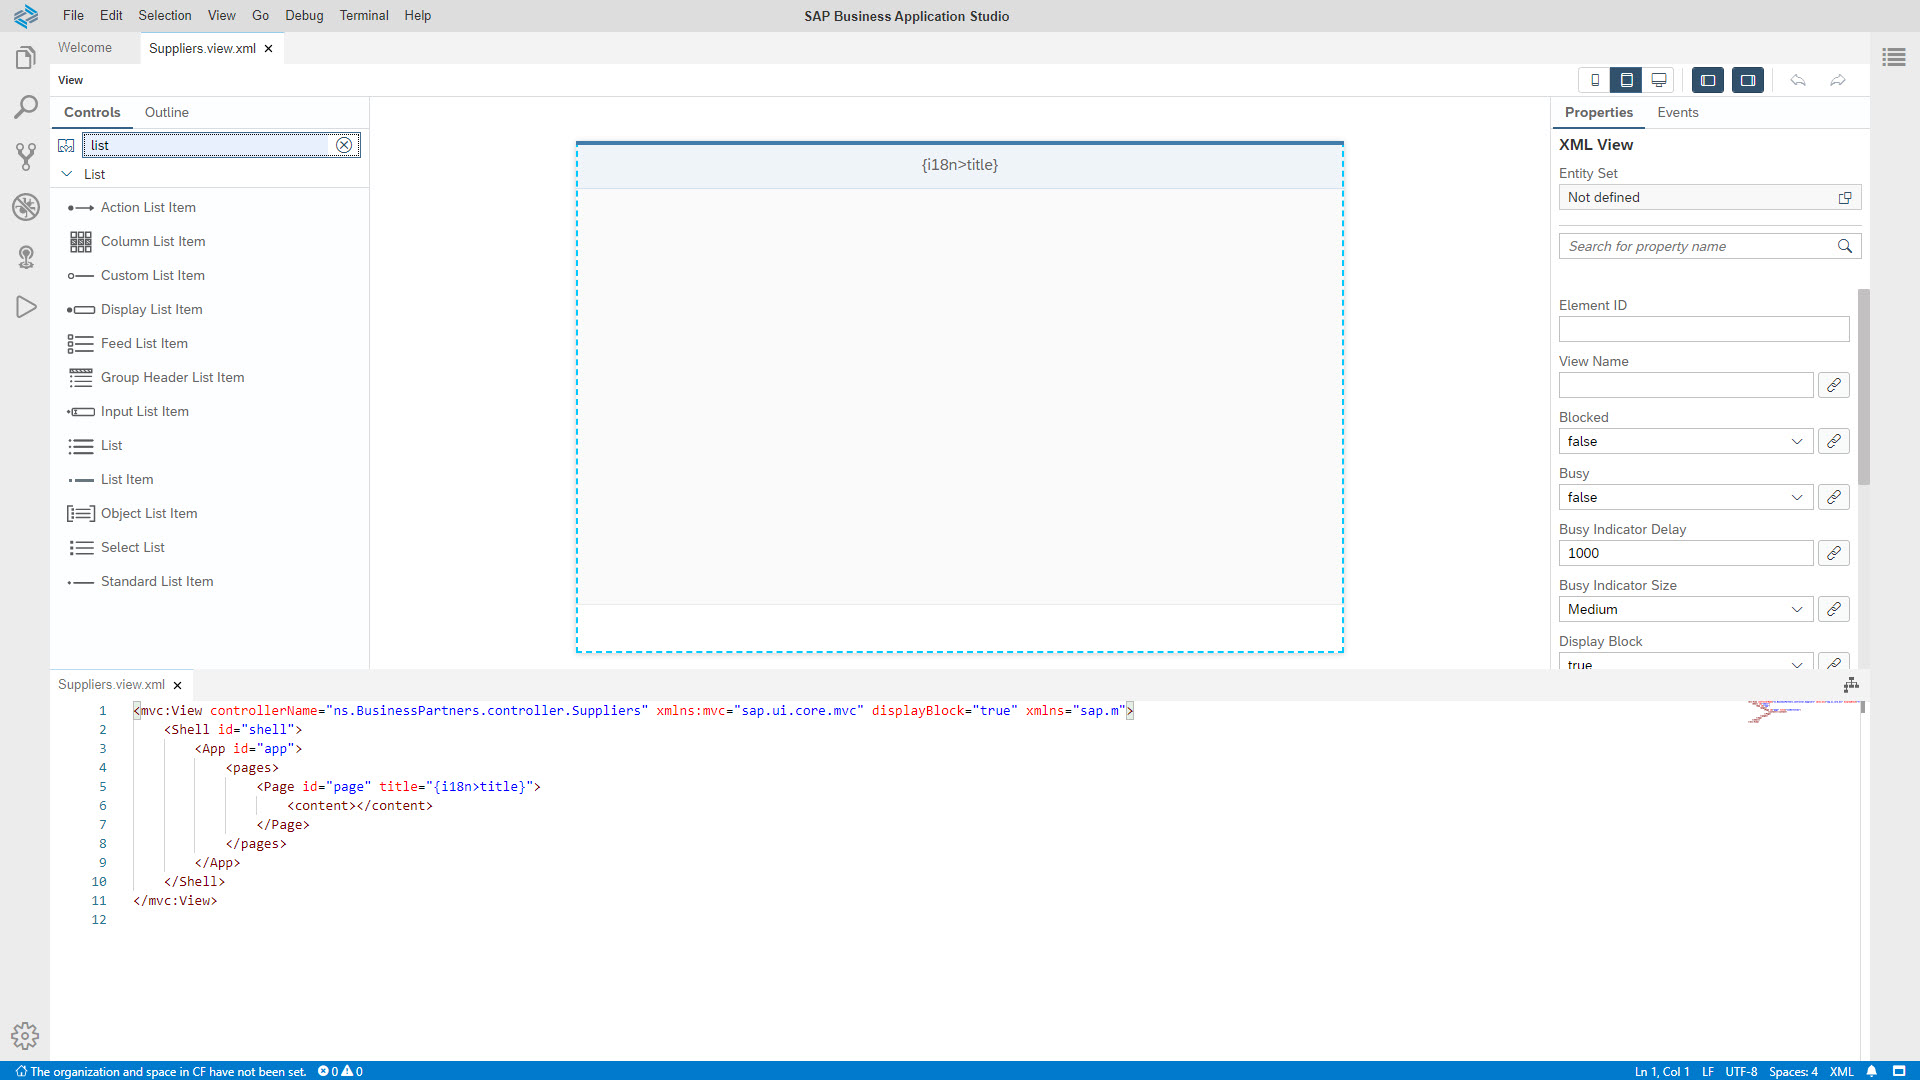 File Edit Selection View Go Debug Terminal Help
SAP Business Application Studio
Welcome
Suppliers.view.xml
View
Controls
Outline
list
List
Action List Item
Column List Item
Custom List Item
Display List Item
Feed List Item
Group Header List Item
Input List Item
List
List Item
Object List Item
Select List
Standard List Item
{i18n>title}
Properties
Events
XML View
Entity Set
Not defined
Search for property name
Element ID
View Name
Blocked
false
Busy
false
Busy Indicator Delay
1000
Busy Indicator Size
Medium
Display Block
true
Suppliers.view.xml
1 <mvc:View controllerName="ns.BusinessPartners.controller.Suppliers" xmlns:mvc="sap.ui.core.mvc" displayBlock="true" xmlns="sap.m">
2 <Shell id="shell">
3 <App id="app">
4 <pages>
5 <Page id="page" title="{i18n>title}">
6 <content></content>
7 </Page>
8 </pages>
9 </App>
10 </Shell>
11 </mvc:View>
12
The organization and space in CF have not been set. 0 0
Ln 1, Col 1 LF UTF-8 Spaces: 4 XML